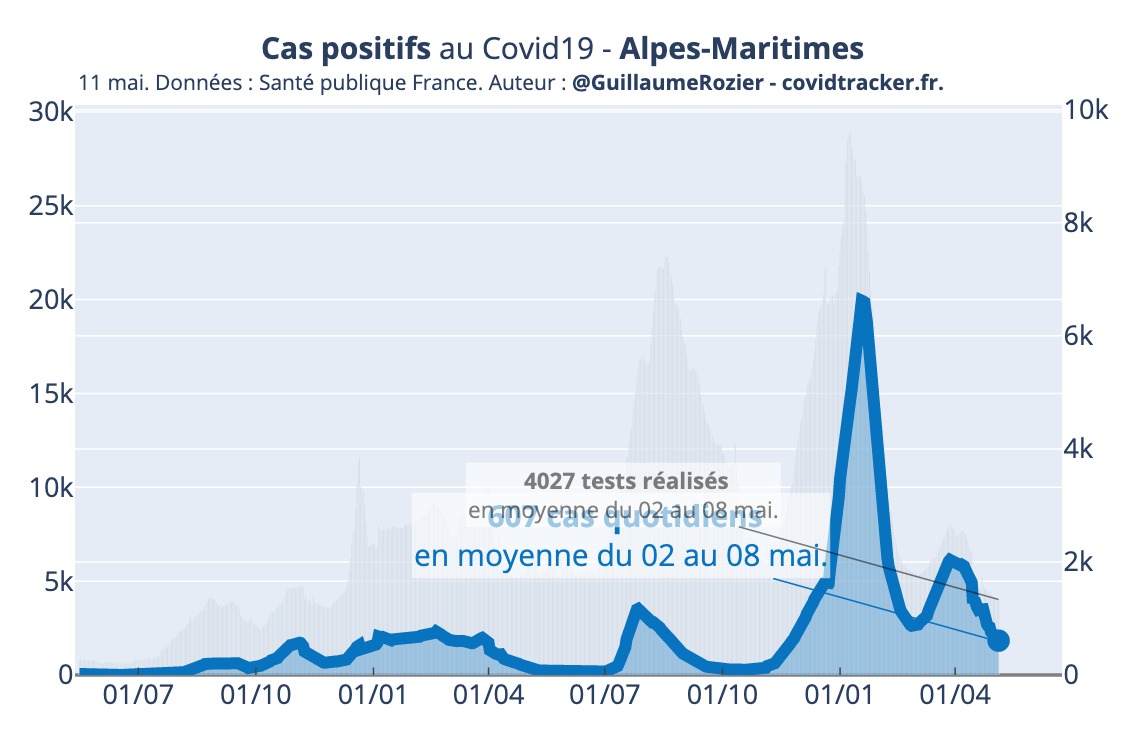 Cas positifs au Covid19 - Alpes-Maritimes
11 mai. Données : Santé publique France. Auteur : @GuillaumeRozier - covidtracker.fr.
30k
25k
20k
15k
10k
5k
0
10k
8k
6k
4k
2k
0
4027 tests réalisés
en moyenne du 02 au 08 mai.
607 cas quotidiens
en moyenne du 02 au 08 mai.
01/07 01/10 01/01 01/04 01/07 01/10 01/01 01/04